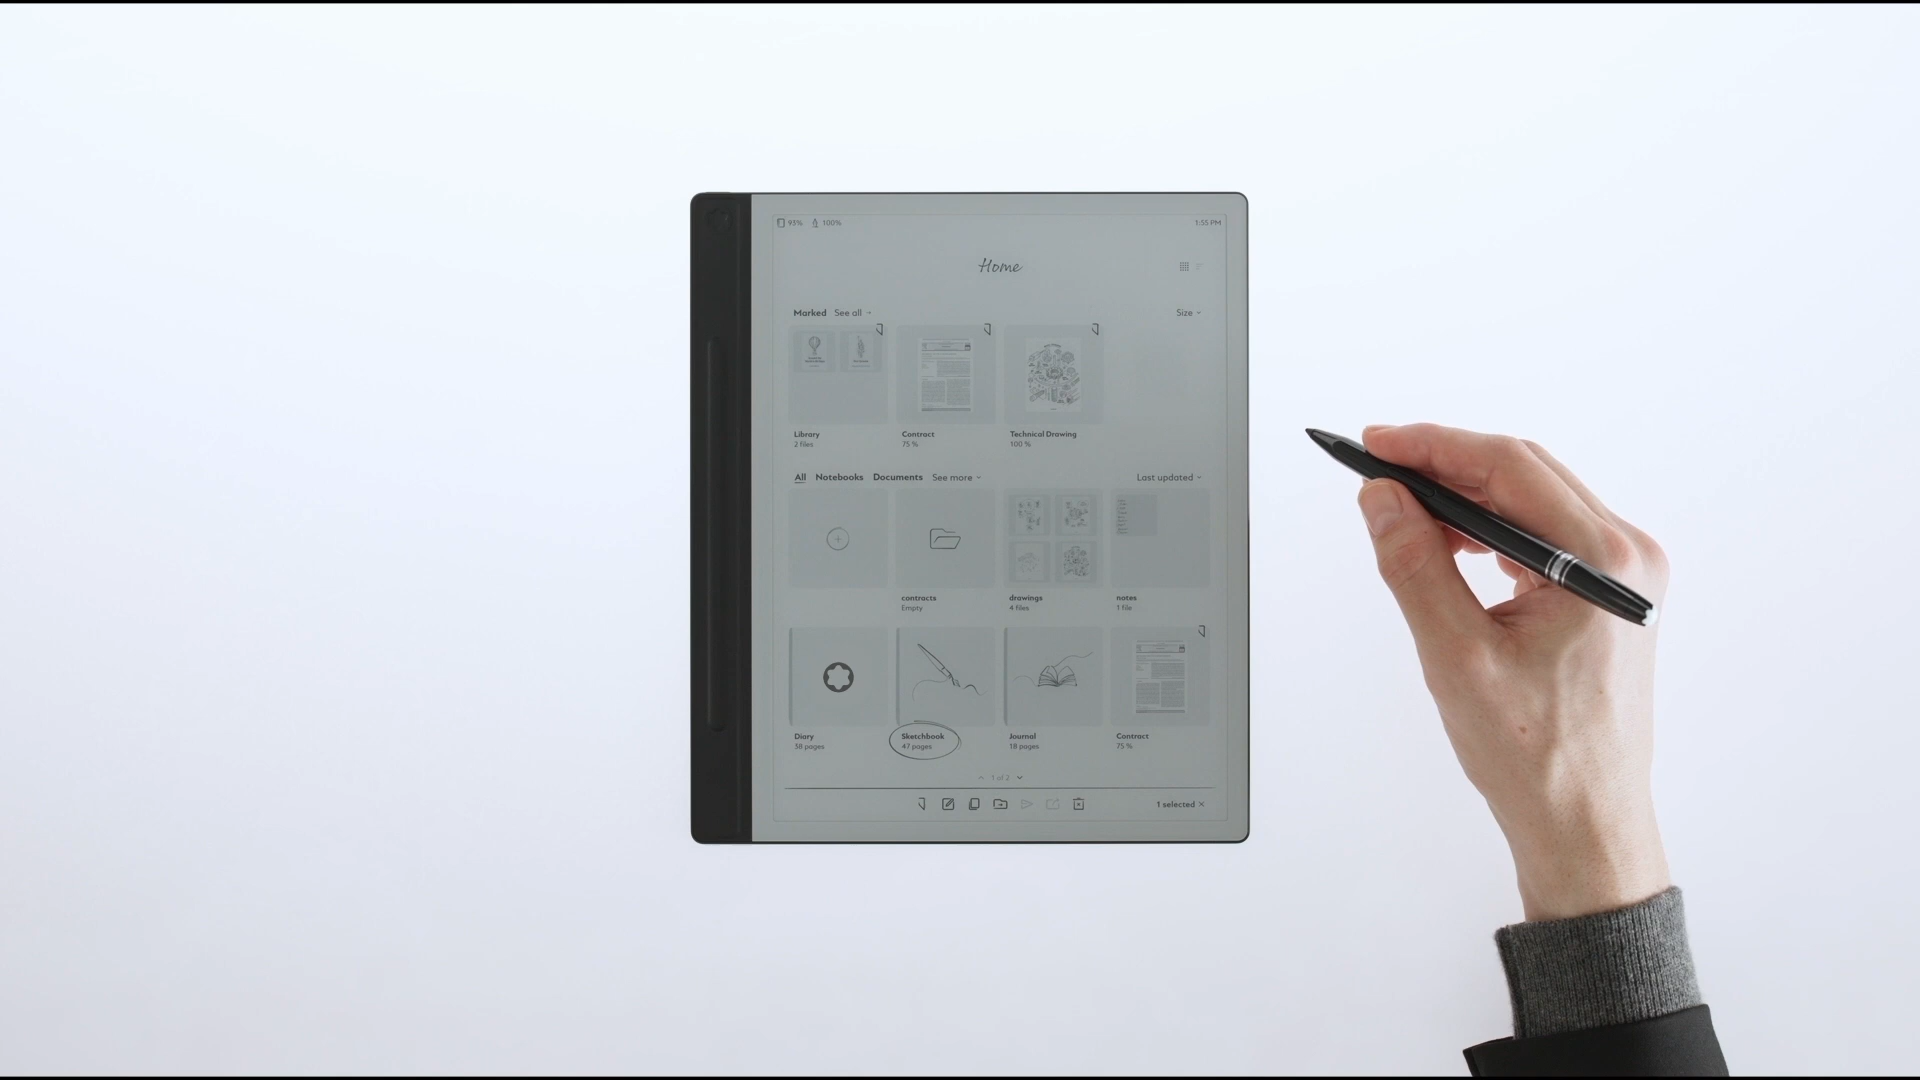 93% 100% 1:55 PM
Home
Marked See all Size
Library Contract Technical Drawing
2 files 75 % 100 %
All Notebooks Documents See more Last updated
contracts drawings notes
Empty 4 files 1 file
Diary Sketchbook Journal Contract
38 pages 47 pages 18 pages 75 %
1 of 2
1 selected